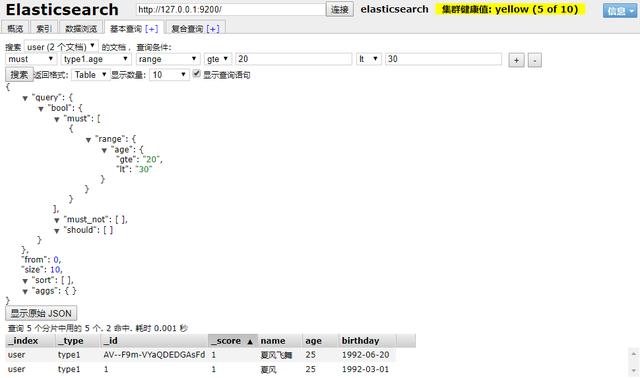 Elasticsearch http://127.0.0.1:9200/ 连接 elasticsearch 集群健康值: yellow (5 of 10) 信息
概览 索引 数据浏览 基本查询 [+] 复合查询 [+]
搜索 user (2 个文档) 的文档， 查询条件:
must type1.age range gte 20 lt 30 + -
搜索 返回格式: Table 显示数量: 10 显示查询语句
{
"query": {
"bool": {
"must": [
{
"range": {
"age": {
"gte": "20",
"lt": "30"
}
}
}
],
"must_not": [ ],
"should": [ ]
}
},
"from": 0,
"size": 10,
"sort": [ ],
"aggs": { }
}
显示原始 JSON
查询 5 个分片中用的 5 个. 2 命中. 耗时 0.001 秒
_index _type _id _score ▲ name age birthday
user type1 AV--F9m-VYaQDEDGAsFd 1 夏风飞舞 25 1992-06-20
user type1 1 1 夏风 25 1992-03-01